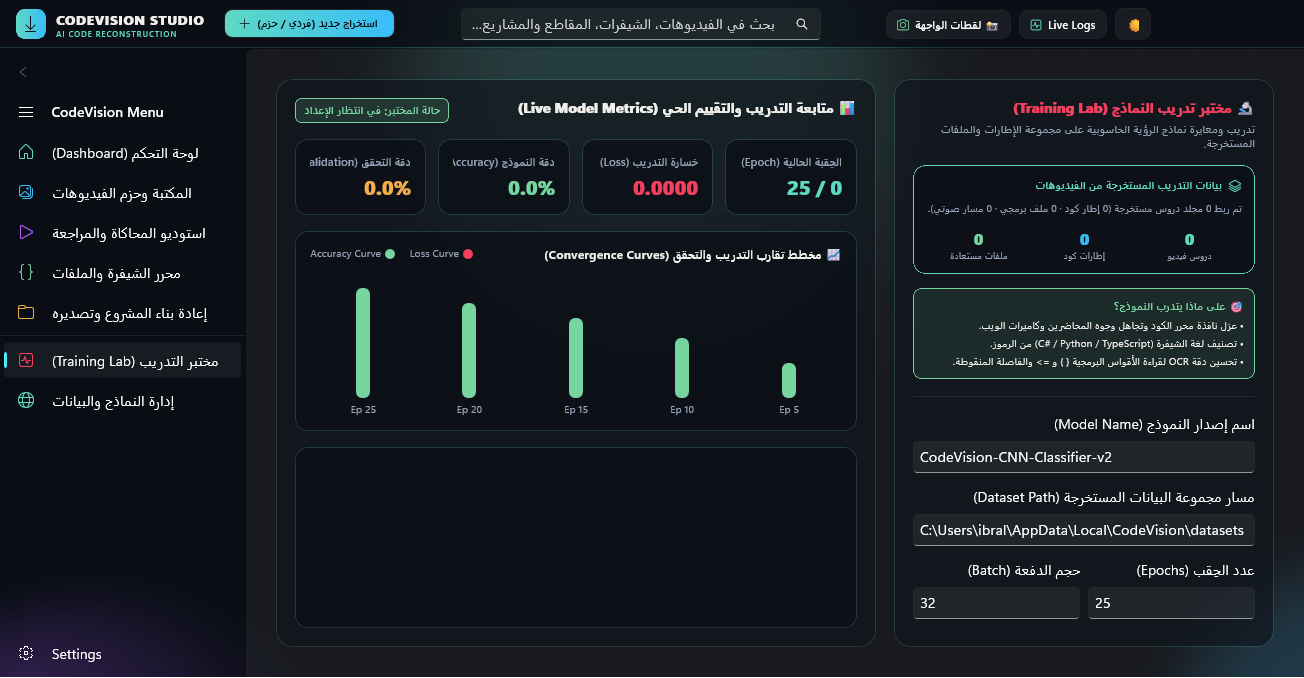 CODEVISION STUDIO
AI CODE RECONSTRUCTION
استخراج جديد (فردي / حزم)
بحث في الفيديوهات، الشيفرات، المقاطع والمشاريع...
لقطات الواجهة
Live Logs
CodeVision Menu
لوحة التحكم (Dashboard)
المكتبة وحزم الفيديوهات
استوديو المحاكاة والمراجعة
محرر الشيفرة والملفات
إعادة بناء المشروع وتصديره
مختبر التدريب (Training Lab)
إدارة النماذج والبيانات
Settings
مختبر تدريب النماذج (Training Lab)
تدريب ومعايرة نماذج الرؤية الحاسوبية على مجموعة الإطارات والملفات
المستخرجة.
بيانات التدريب المستخرجة من الفيديوهات
تم ربط 0 مجلد دروس مستخرجة (0 إطار كود · 0 ملف برمجي · 0 مسار صوتي).
0
دروس فيديو
0
إطارات كود
0
ملفات مستعادة
على ماذا يتدرب النموذج؟
• عزل نافذة محرر الكود وتجاهل وجوه المحاضرين وكاميرات الويب.
• تصنيف لغة الشيفرة (C# / Python / TypeScript) من الرموز.
• تحسين دقة OCR لقراءة الأقواس البرمجية { } و => والفاصلة المنقوطة.
اسم إصدار النموذج (Model Name)
CodeVision-CNN-Classifier-v2
مسار مجموعة البيانات المستخرجة (Dataset Path)
C:\Users\ibral\AppData\Local\CodeVision\datasets
عدد الحِقب (Epochs)
25
حجم الدفعة (Batch)
32
متابعة التدريب والتقييم الحي (Live Model Metrics)
حالة المختبر: في انتظار الإعداد
الحِقبة الحالية (Epoch)
25 / 0
خسارة التدريب (Loss)
0.0000
دقة النموذج (Accuracy
0.0%
دقة التحقق (alidation
0.0%
مخطط تقارب التدريب والتحقق (Convergence Curves)
Loss Curve
Accuracy Curve
Ep 25
Ep 20
Ep 15
Ep 10
Ep 5